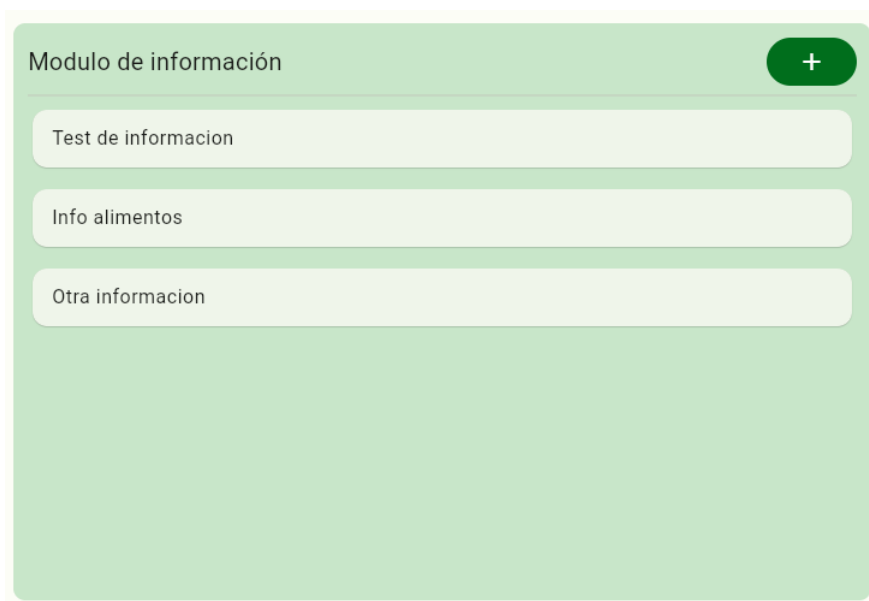 Modulo de información
+
Test de informacion
Info alimentos
Otra informacion